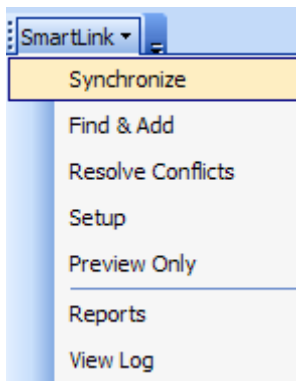 SmartLink
Synchronize
Find & Add
Resolve Conflicts
Setup
Preview Only
Reports
View Log